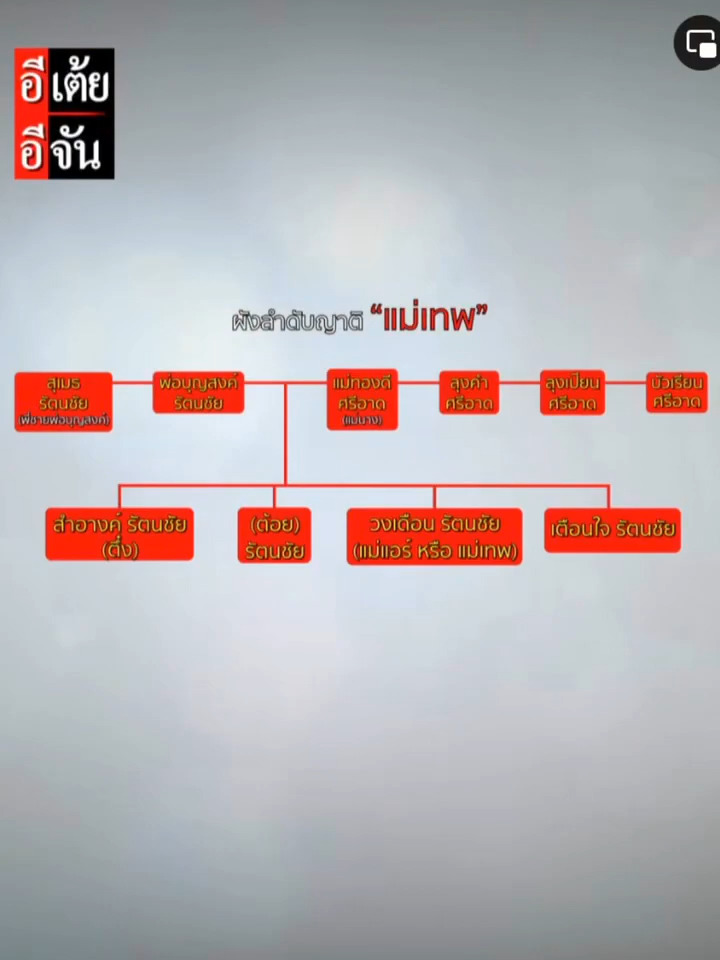 อีเต้ย
อีจัน
ผังลำดับญาติ “แม่เทพ”
สุเมธ
รัตนชัย
(พี่ชายพ่อบุญสงค์)
พ่อบุญสงค์
รัตนชัย
แม่ทองดี
ศรีอาด
(แม่นาง)
ลุงคำ
ศรีอาด
ลุงเปียน
ศรีอาด
บัวเรียน
ศรีอาด
สำอางค์ รัตนชัย
(ติ๋ง)
(ต้อย)
รัตนชัย
วงเดือน รัตนชัย
(แม่แอร์ หรือ แม่เทพ)
เตือนใจ รัตนชัย